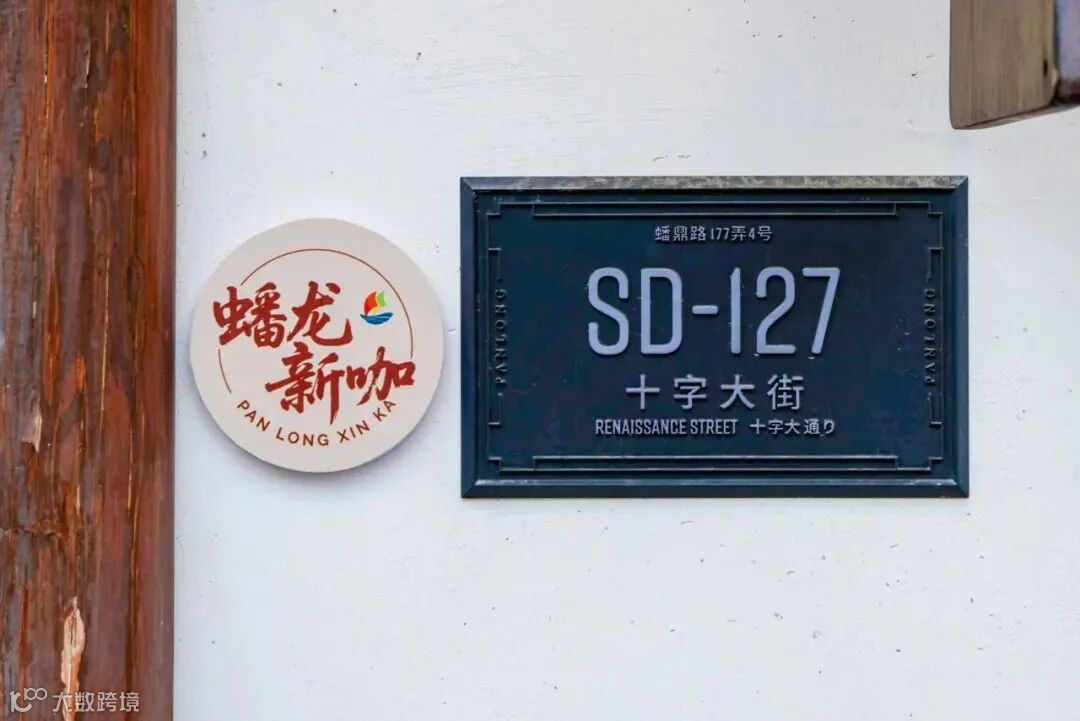 蟠龙
新咖
PAN LONG XIN KA
蟠鼎路177弄4号
SD-127
十字大街
RENAISSANCE STREET 十字大通り
PANLONG
PANLONG
大数跨境